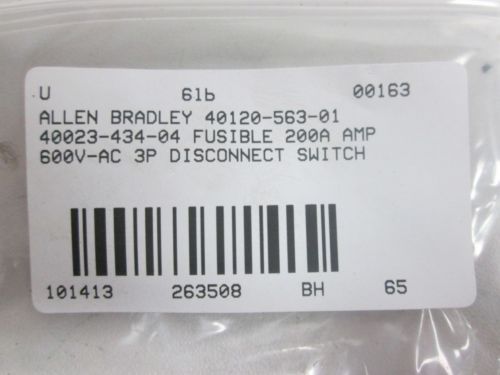 U 61b 00163
ALLEN BRADLEY 40120-563-01
40023-434-04 FUSIBLE 200A AMP
600V-AC 3P DISCONNECT SWITCH
101413 263508 BH 65